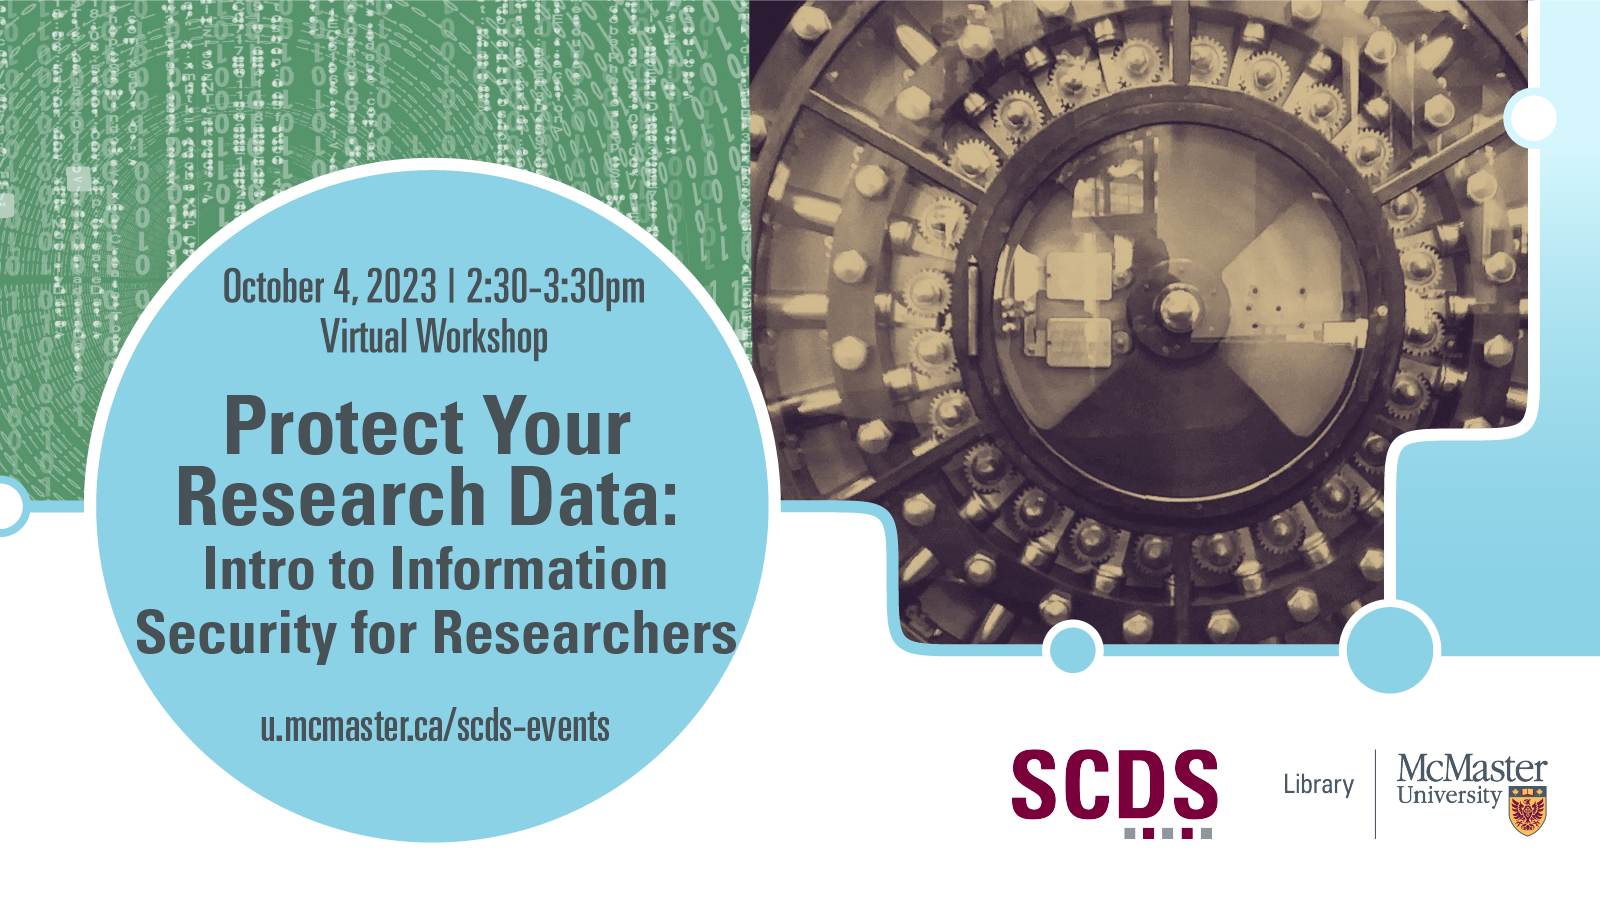 October 4, 2023 | 2:30-3:30pm
Virtual Workshop
Protect Your
Research Data:
Intro to Information
Security for Researchers
u.mcmaster.ca/scds-events
SCDS
Library
McMaster
University